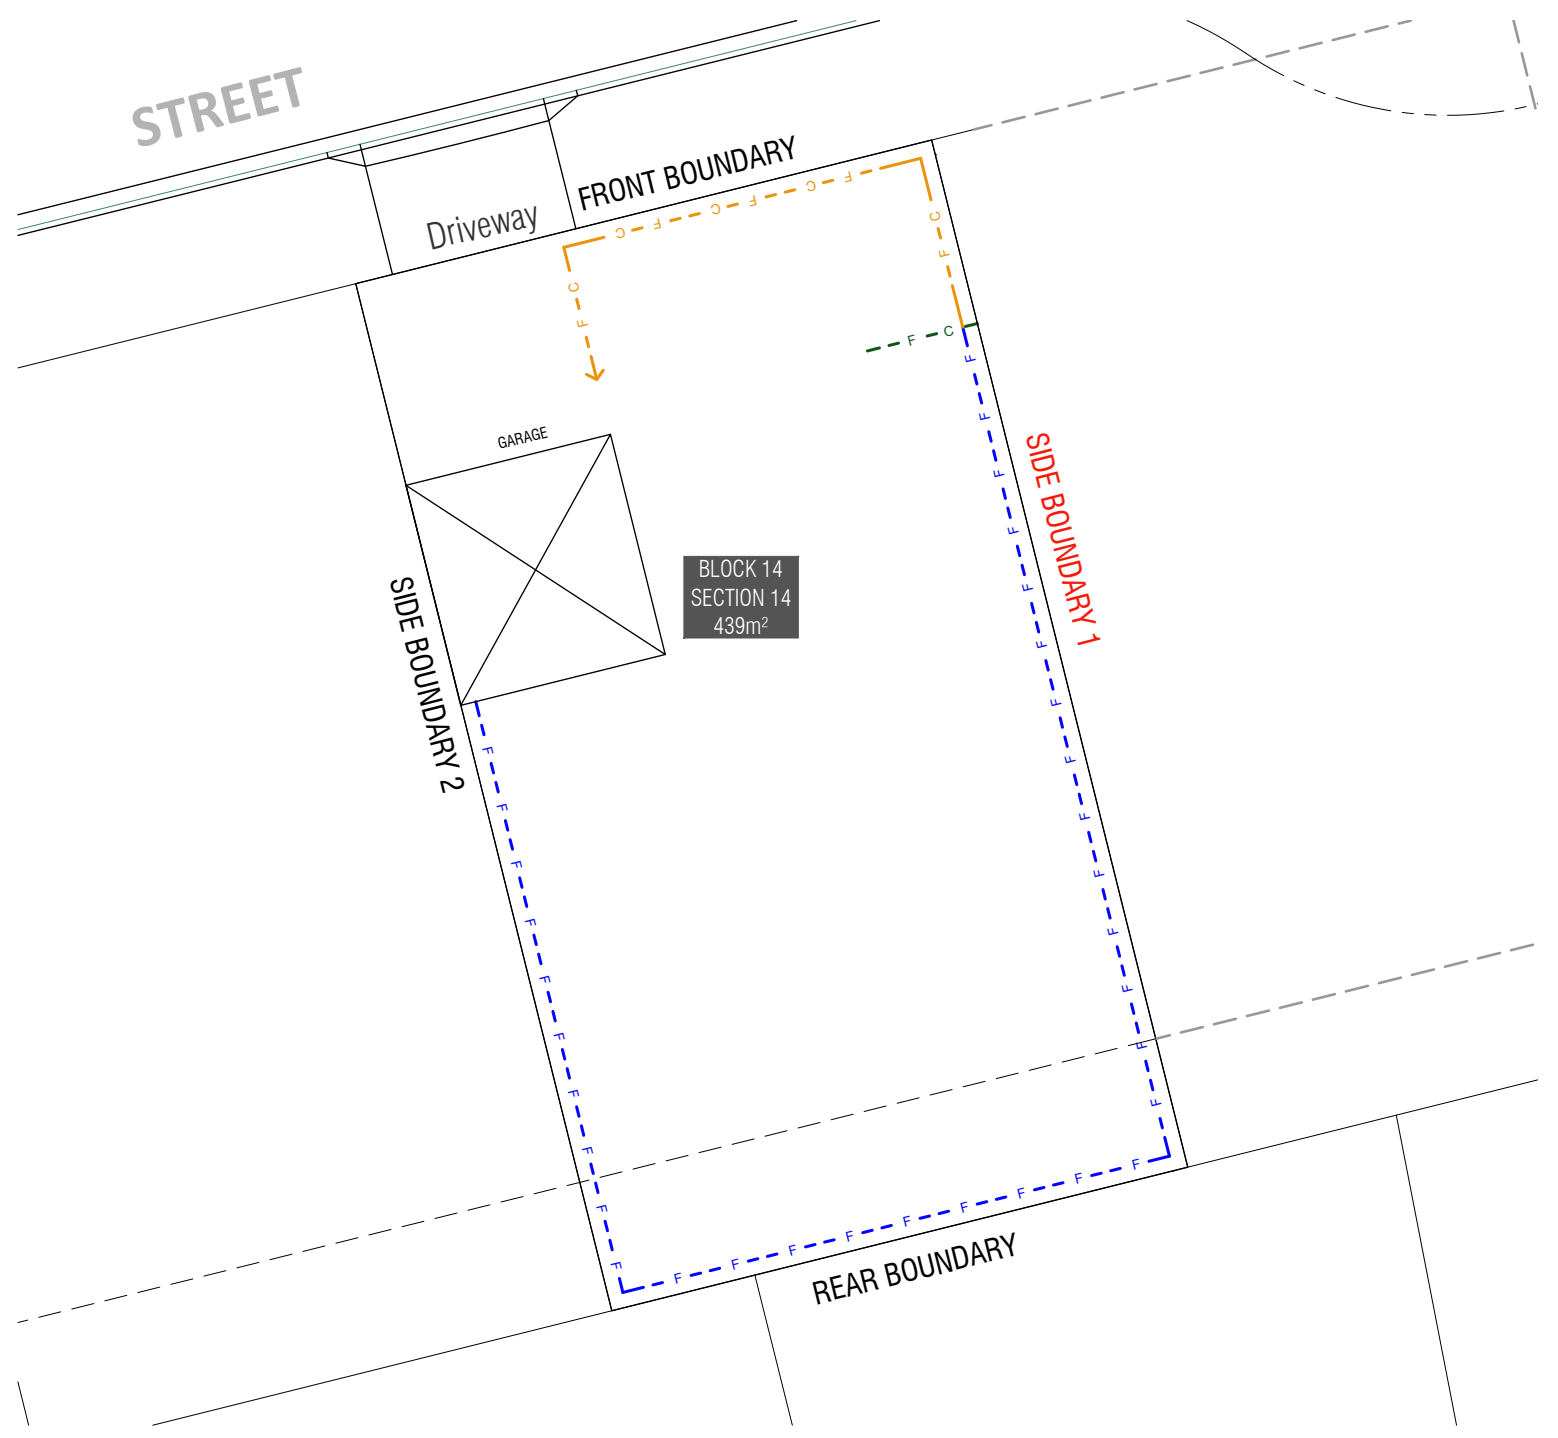 STREET
FRONT BOUNDARY
Driveway
C F C F C F
C F
C F
F C
GARAGE
SIDE BOUNDARY 1
BLOCK 14
SECTION 14
439m²
SIDE BOUNDARY 2
F F F F F F F F F F F F F F
F F F F F F F F F F
F F F F F F F F F
REAR BOUNDARY